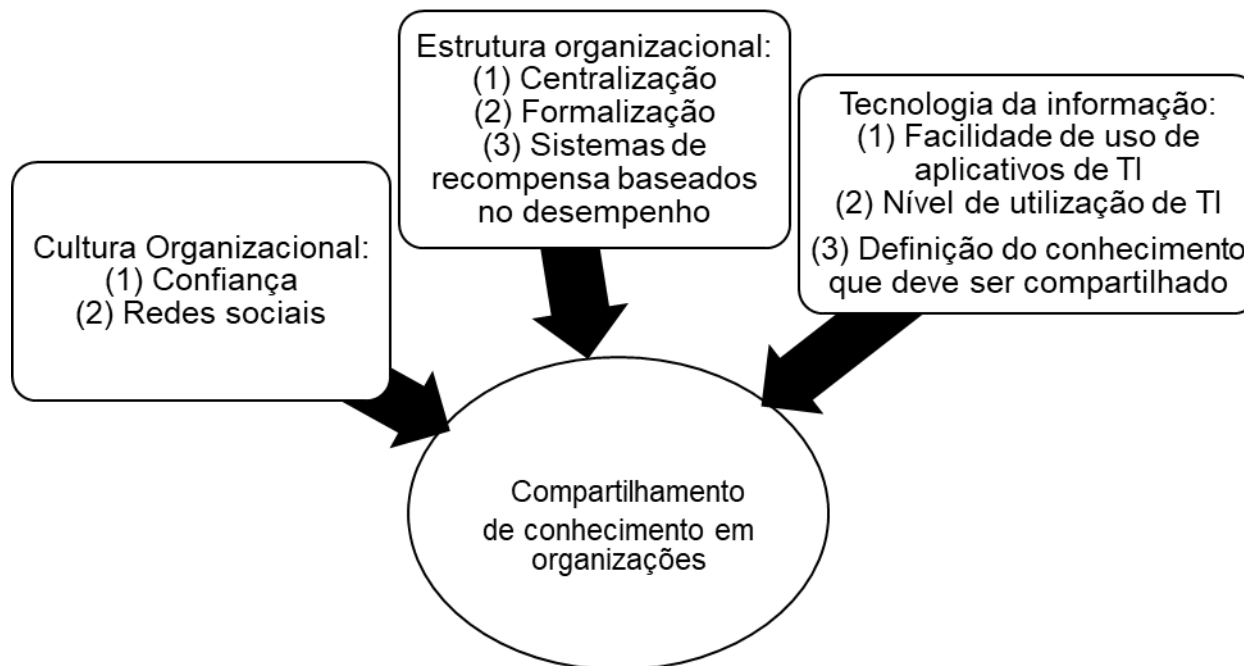 Cultura Organizacional:
(1) Confiança
(2) Redes sociais
Estrutura organizacional:
(1) Centralização
(2) Formalização
(3) Sistemas de
recompensa baseados
no desempenho
Tecnologia da informação:
(1) Facilidade de uso de
aplicativos de TI
(2) Nível de utilização de TI
(3) Definição do conhecimento
que deve ser compartilhado
Compartilhamento
de conhecimento em
organizações